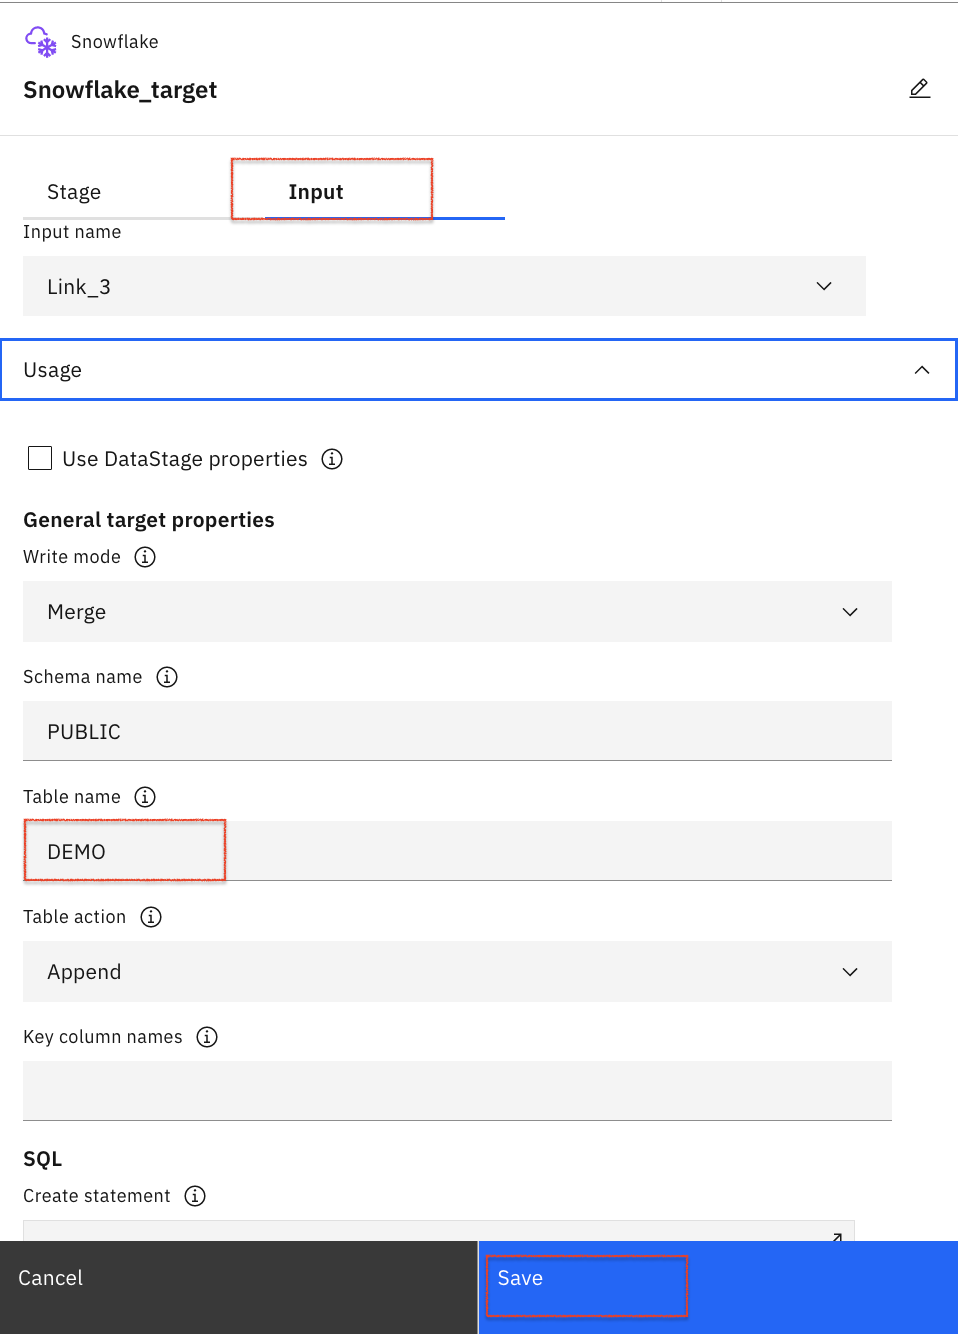 Snowflake
Snowflake_target
Stage Input
Input name
Link_3
Usage
Use DataStage properties
General target properties
Write mode
Merge
Schema name
PUBLIC
Table name
DEMO
Table action
Append
Key column names
SQL
Create statement
Cancel Save